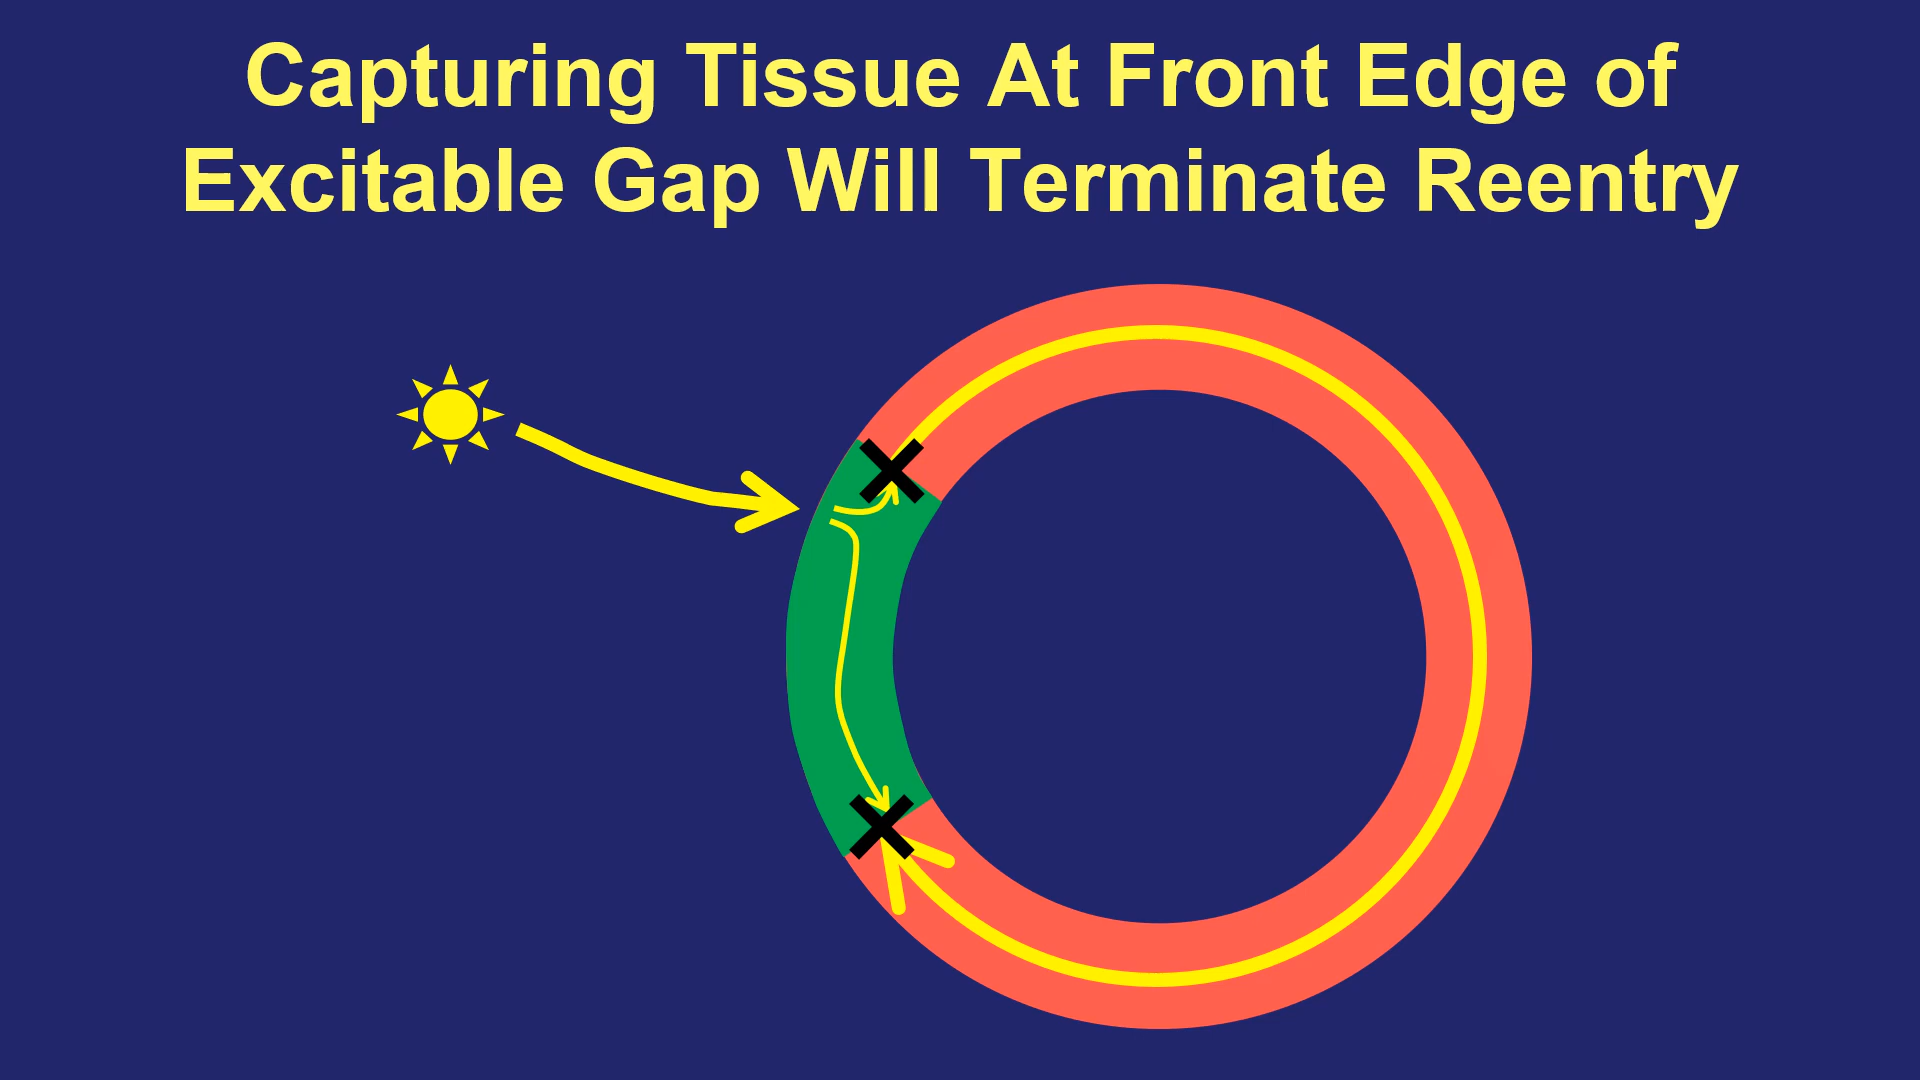 Capturing Tissue At Front Edge of
Excitable Gap Will Terminate Reentry